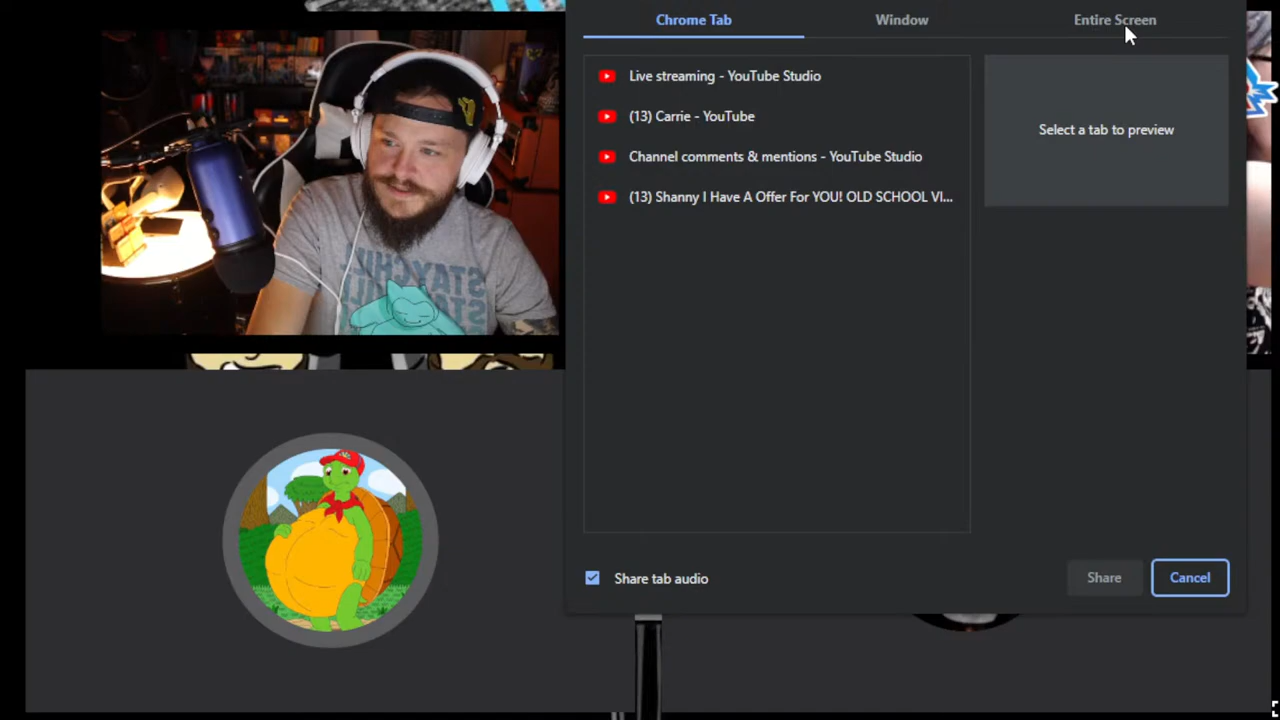 Chrome Tab
Window
Entire Screen
Live streaming - YouTube Studio
(13) Carrie - YouTube
Channel comments & mentions - YouTube Studio
(13) Shanny I Have A Offer For YOU! OLD SCHOOL VI...
Select a tab to preview
STAYCHILL
Share tab audio
Share
Cancel